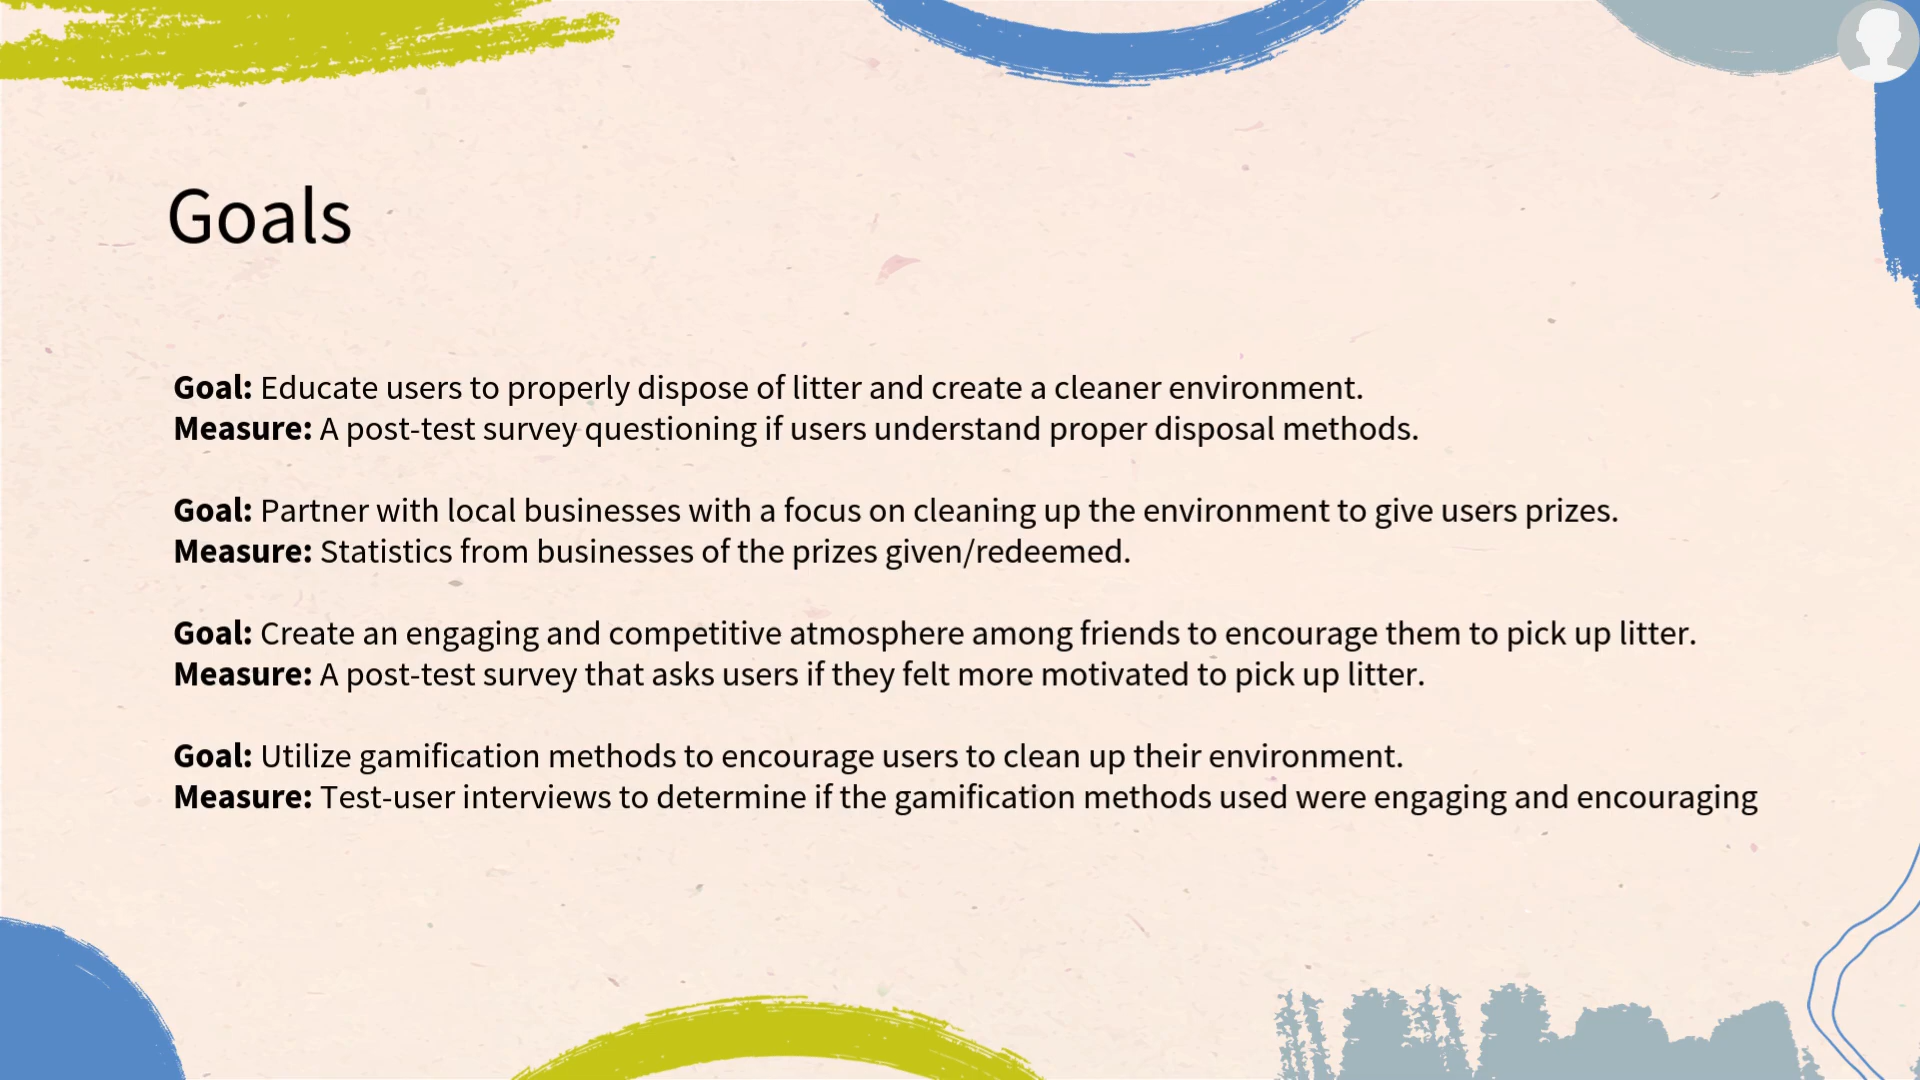 Goals
Goal: Educate users to properly dispose of litter and create a cleaner environment.
Measure: A post-test survey questioning if users understand proper disposal methods.
Goal: Partner with local businesses with a focus on cleaning up the environment to give users prizes.
Measure: Statistics from businesses of the prizes given/redeemed.
Goal: Create an engaging and competitive atmosphere among friends to encourage them to pick up litter.
Measure: A post-test survey that asks users if they felt more motivated to pick up litter.
Goal: Utilize gamification methods to encourage users to clean up their environment.
Measure: Test-user interviews to determine if the gamification methods used were engaging and encouraging